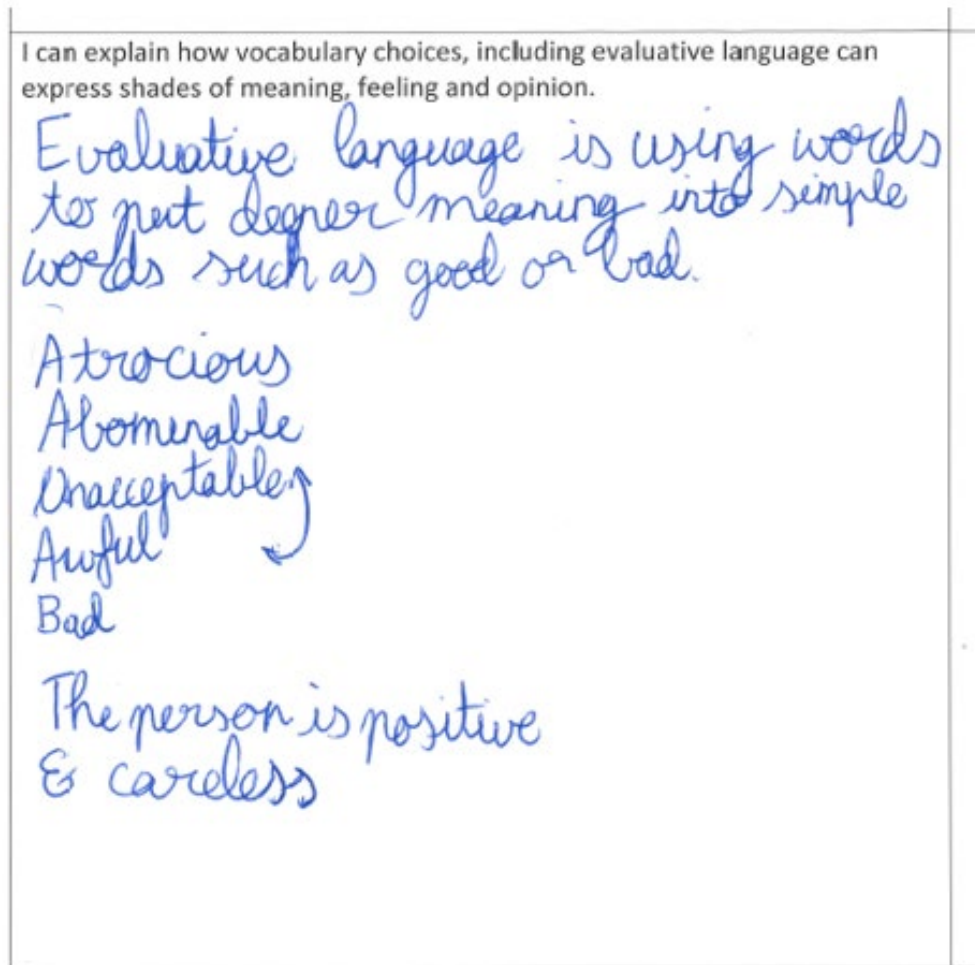 I can explain how vocabulary choices, including evaluative language can
express shades of meaning, feeling and opinion.
Evaluative language is using words
to put deeper meaning into simple
words such as good or bad.
Atrocious
Abomenable
Unacceptable
Awful
Bad
The person is positive
& careless